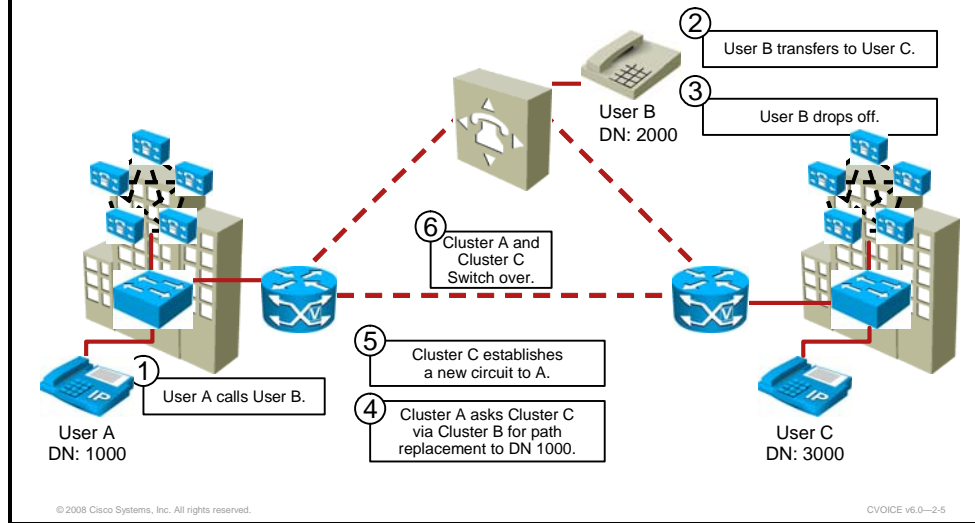 2
User B transfers to User C.
User B
DN: 2000
3
User B drops off.
6
Cluster A and
Cluster C
Switch over.
V
V
5
Cluster C establishes
a new circuit to A.
1
User A calls User B.
4
Cluster A asks Cluster C
via Cluster B for path
replacement to DN 1000.
IP
User A
DN: 1000
IP
User C
DN: 3000
© 2008 Cisco Systems, Inc. All rights reserved.
CVOICE v6.0—2-5